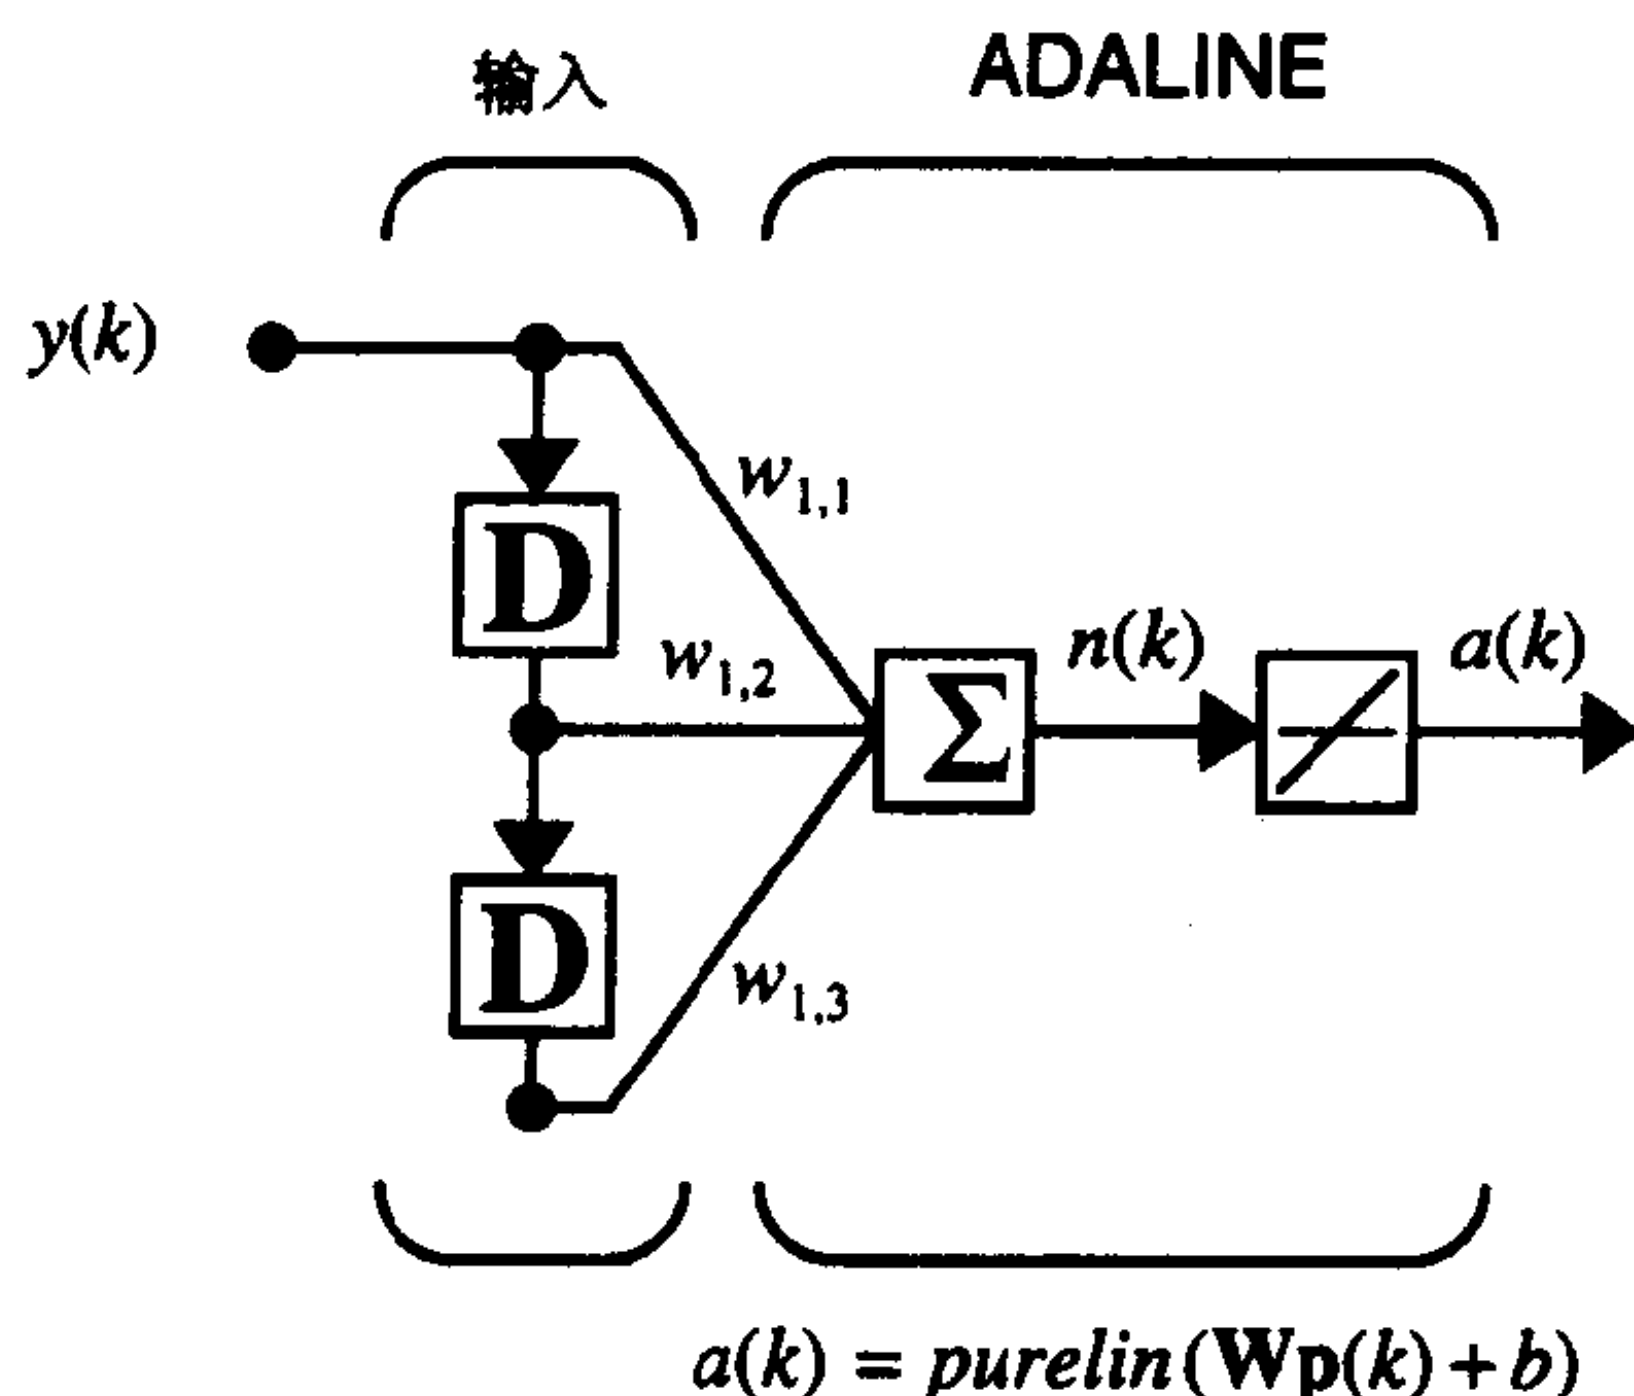 输入
ADALINE
y(k)
w1,1
D
w1,2
Σ
n(k)
a(k)
D
w1,3
a(k) = purelin(Wp(k) + b)